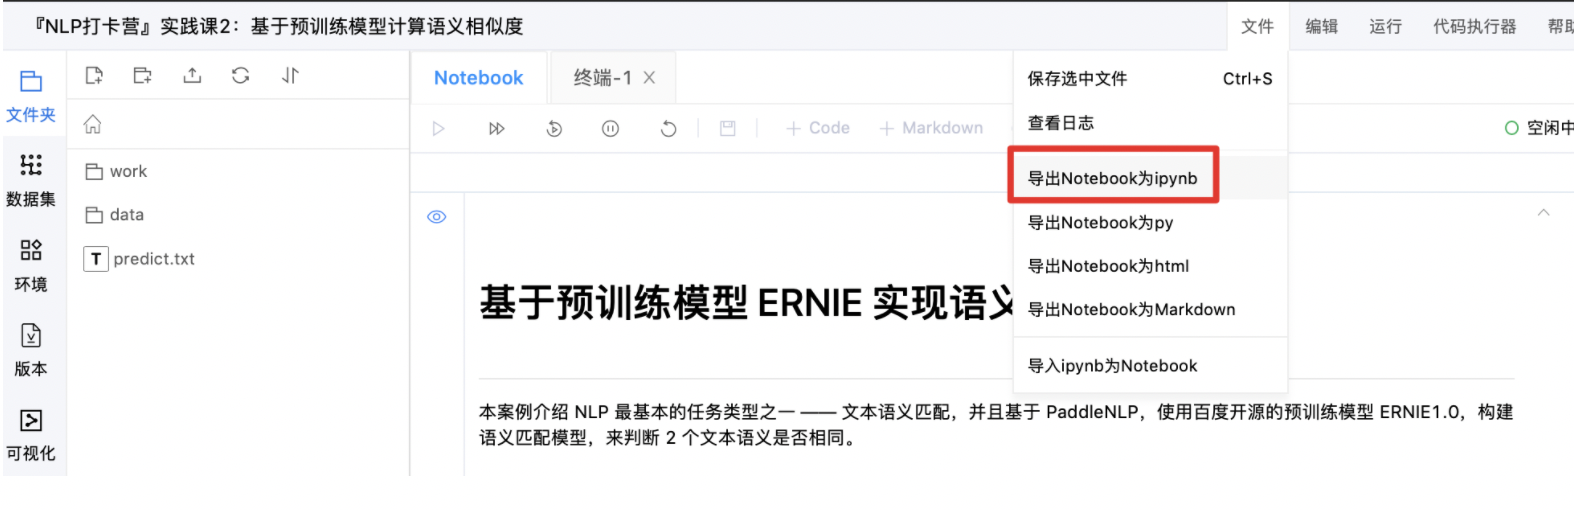 『NLP打卡营』实践课2：基于预训练模型计算语义相似度
文件 编辑 运行 代码执行器 帮助
文件夹
数据集
环境
版本
可视化
work
data
T predict.txt
Notebook 终端-1
+ Code + Markdown
空闲中
保存选中文件 Ctrl+S
查看日志
导出Notebook为ipynb
导出Notebook为py
导出Notebook为html
导出Notebook为Markdown
导入ipynb为Notebook
基于预训练模型 ERNIE 实现语义
本案例介绍 NLP 最基本的任务类型之一 —— 文本语义匹配，并且基于 PaddleNLP，使用百度开源的预训练模型 ERNIE1.0，构建
语义匹配模型，来判断 2 个文本语义是否相同。